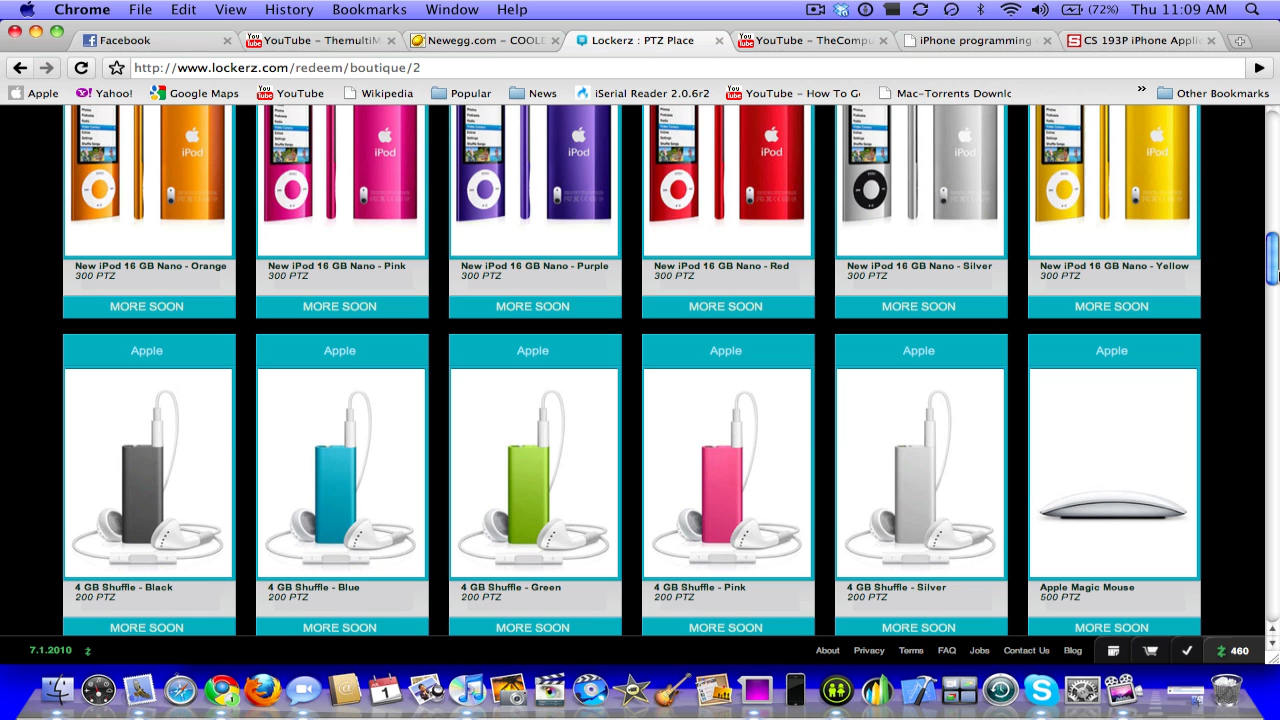 Chrome File Edit View History Bookmarks Window Help (72%) Thu 11:09 AM
Facebook YouTube - ThemultiM Newegg.com - COOLE Lockerz : PTZ Place YouTube - TheCompu iPhone programming CS 193P iPhone Applic
http://www.lockerz.com/redeem/boutique/2
Apple Yahoo! Google Maps YouTube Wikipedia Popular News iSerial Reader 2.0.6 YouTube - How To G Mac-Torrents Downlc » Other Bookmarks
iPod iPod iPod iPod iPod iPod
New iPod 16 GB Nano - Orange New iPod 16 GB Nano - Pink New iPod 16 GB Nano - Purple New iPod 16 GB Nano - Red New iPod 16 GB Nano - Silver New iPod 16 GB Nano - Yellow
300 PTZ 300 PTZ 300 PTZ 300 PTZ 300 PTZ 300 PTZ
MORE SOON MORE SOON MORE SOON MORE SOON MORE SOON MORE SOON
Apple Apple Apple Apple Apple Apple
4 GB Shuffle - Black 4 GB Shuffle - Blue 4 GB Shuffle - Green 4 GB Shuffle - Pink 4 GB Shuffle - Silver Apple Magic Mouse
200 PTZ 200 PTZ 200 PTZ 200 PTZ 200 PTZ 500 PTZ
MORE SOON MORE SOON MORE SOON MORE SOON MORE SOON MORE SOON
7.1.2010 About Privacy Terms FAQ Jobs Contact Us Blog 460